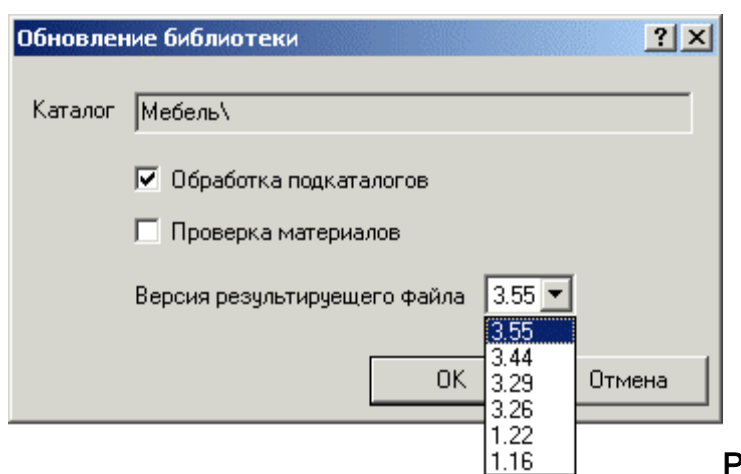 Обновление библиотеки
Каталог Мебель\
Обработка подкаталогов
Проверка материалов
Версия результируещего файла 3.55
3.55
3.44
OK Отмена
3.29
3.26
1.22
1.16
Р